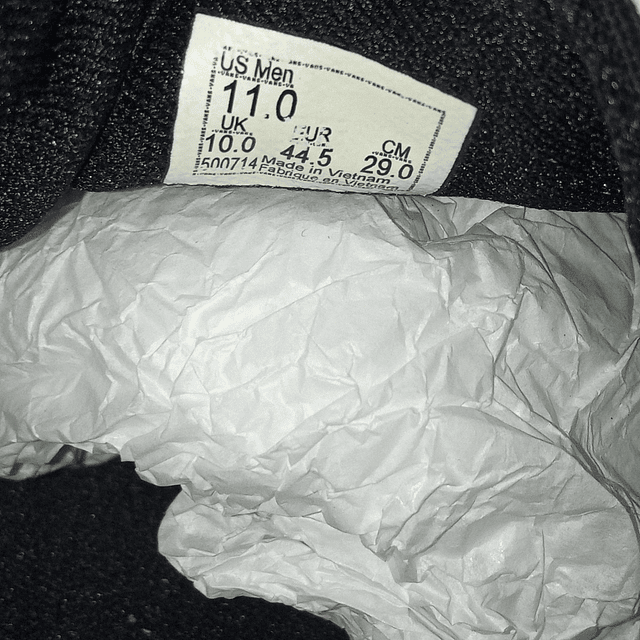 US Men
11.0
UK EUR CM
10.0 44.5 29.0
500714 Made in Vietnam
Fabrique en Vietnam